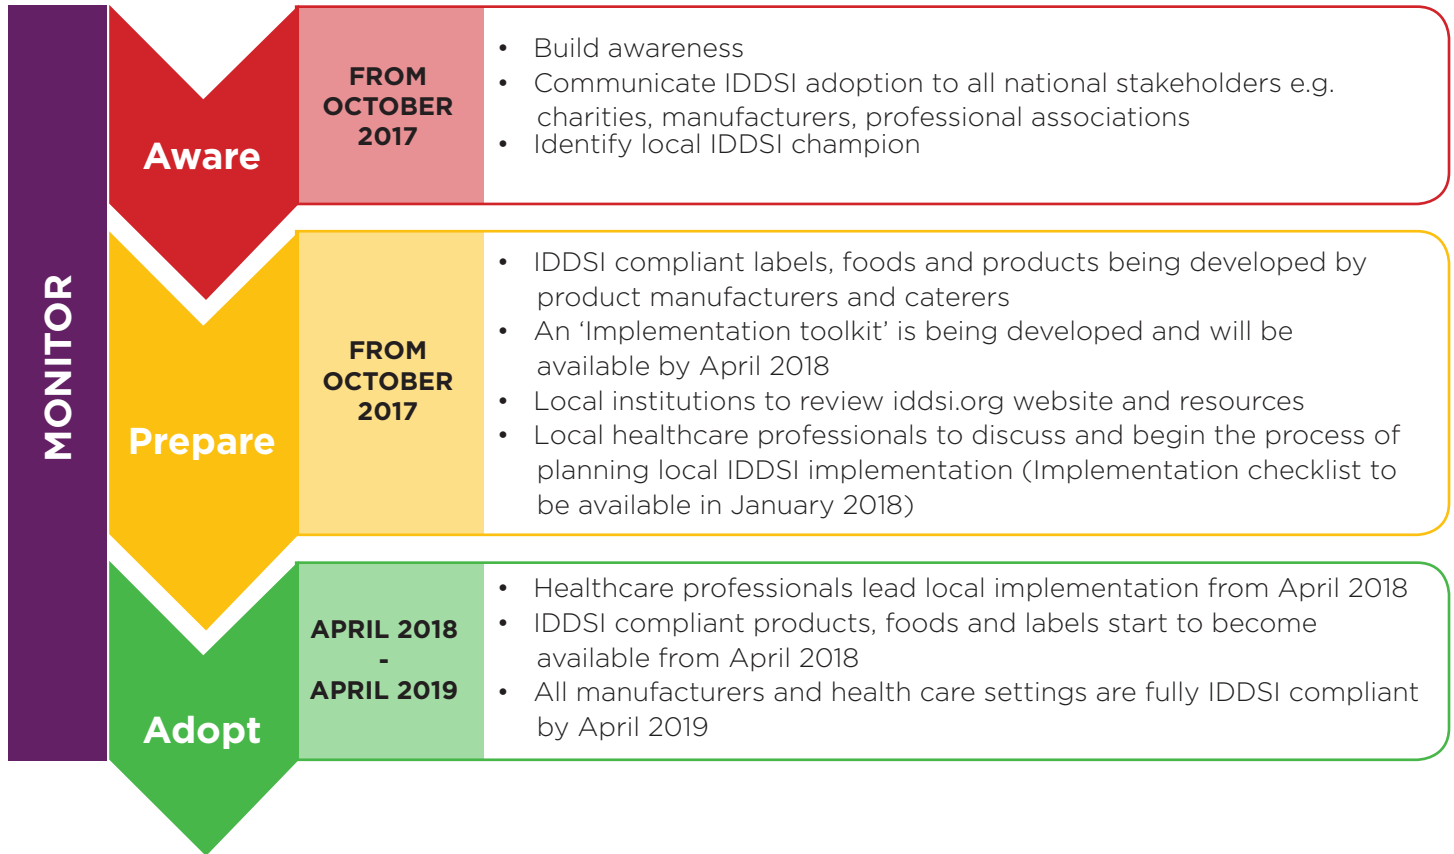 MONITOR
Aware
FROM
OCTOBER
2017
• Build awareness
• Communicate IDDSI adoption to all national stakeholders e.g.
charities, manufacturers, professional associations
• Identify local IDDSI champion
Prepare
FROM
OCTOBER
2017
• IDDSI compliant labels, foods and products being developed by
product manufacturers and caterers
• An ‘Implementation toolkit’ is being developed and will be
available by April 2018
• Local institutions to review iddsi.org website and resources
• Local healthcare professionals to discuss and begin the process of
planning local IDDSI implementation (Implementation checklist to
be available in January 2018)
Adopt
APRIL 2018
-
APRIL 2019
• Healthcare professionals lead local implementation from April 2018
• IDDSI compliant products, foods and labels start to become
available from April 2018
• All manufacturers and health care settings are fully IDDSI compliant
by April 2019